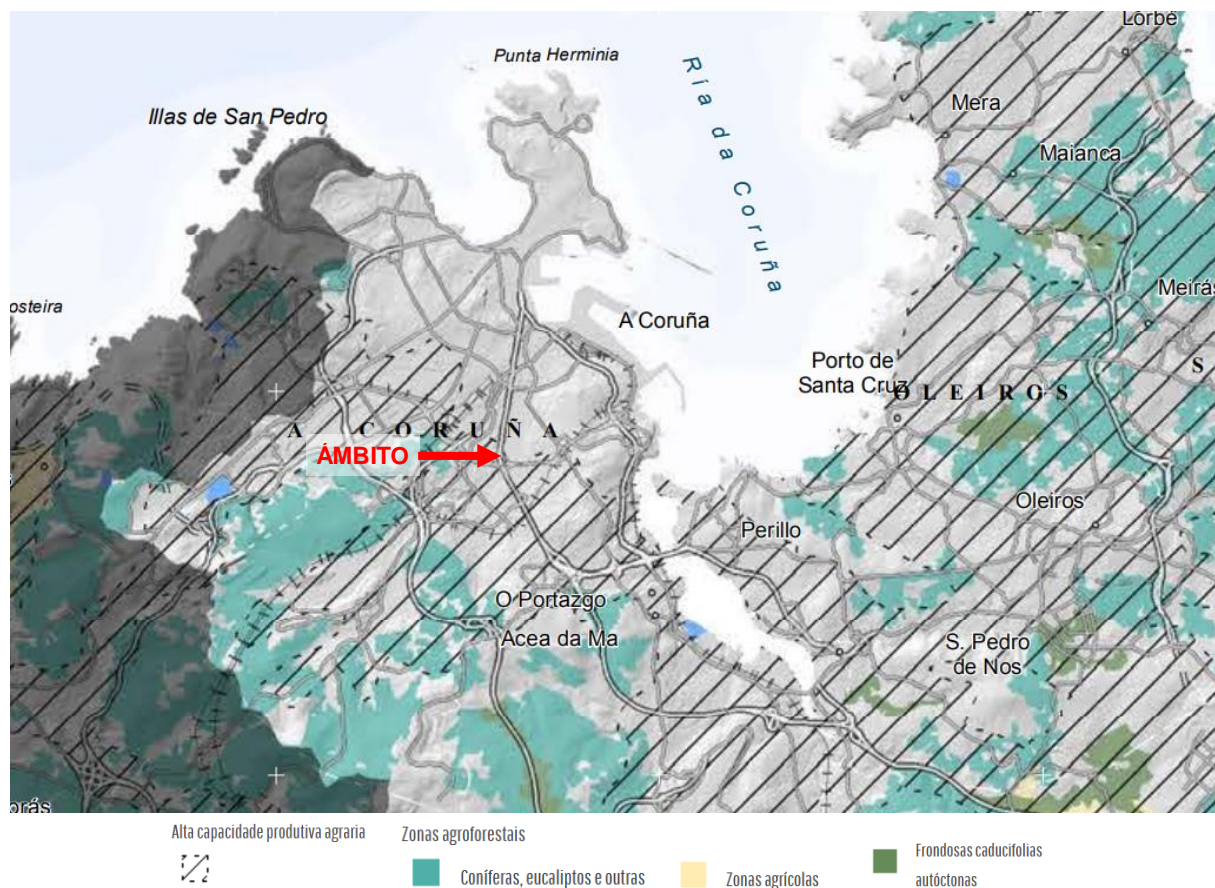 Lorbé
Punta Herminia
Ría da Coruña
Mera
Illas de San Pedro
Maianca
Meirás
osteira
A Coruña
Porto de
Santa Cruz
OLEIROS
S
A CORUÑA
ÁMBITO
Oleiros
Perillo
O Portazgo
Acea da Ma
S. Pedro
de Nos
orás
Alta capacidade produtiva agraria
Zonas agroforestais
Coníferas, eucaliptos e outras
Zonas agrícolas
Frondosas caducifolias
autóctonas